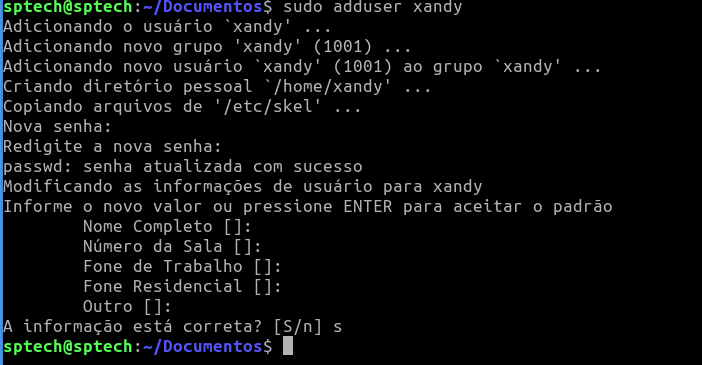 sptech@sptech:~/Documentos$ sudo adduser xandy
Adicionando o usuário `xandy' ...
Adicionando novo grupo 'xandy' (1001) ...
Adicionando novo usuário `xandy' (1001) ao grupo `xandy' ...
Criando diretório pessoal `/home/xandy' ...
Copiando arquivos de '/etc/skel' ...
Nova senha:
Redigite a nova senha:
passwd: senha atualizada com sucesso
Modificando as informações de usuário para xandy
Informe o novo valor ou pressione ENTER para aceitar o padrão
        Nome Completo []:
        Número da Sala []:
        Fone de Trabalho []:
        Fone Residencial []:
        Outro []:
A informação está correta? [S/n] s
sptech@sptech:~/Documentos$